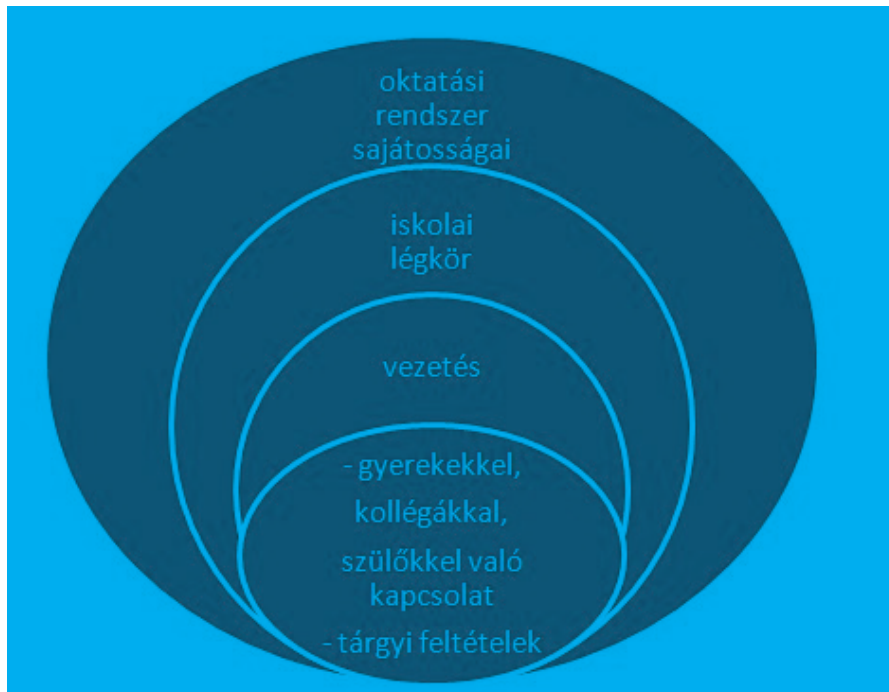 oktatási
rendszer
sajátosságai
iskolai
légkör
vezetés
- gyerekekkel,
kollégákkal,
szülőkkel való
kapcsolat
- tárgyi feltételek